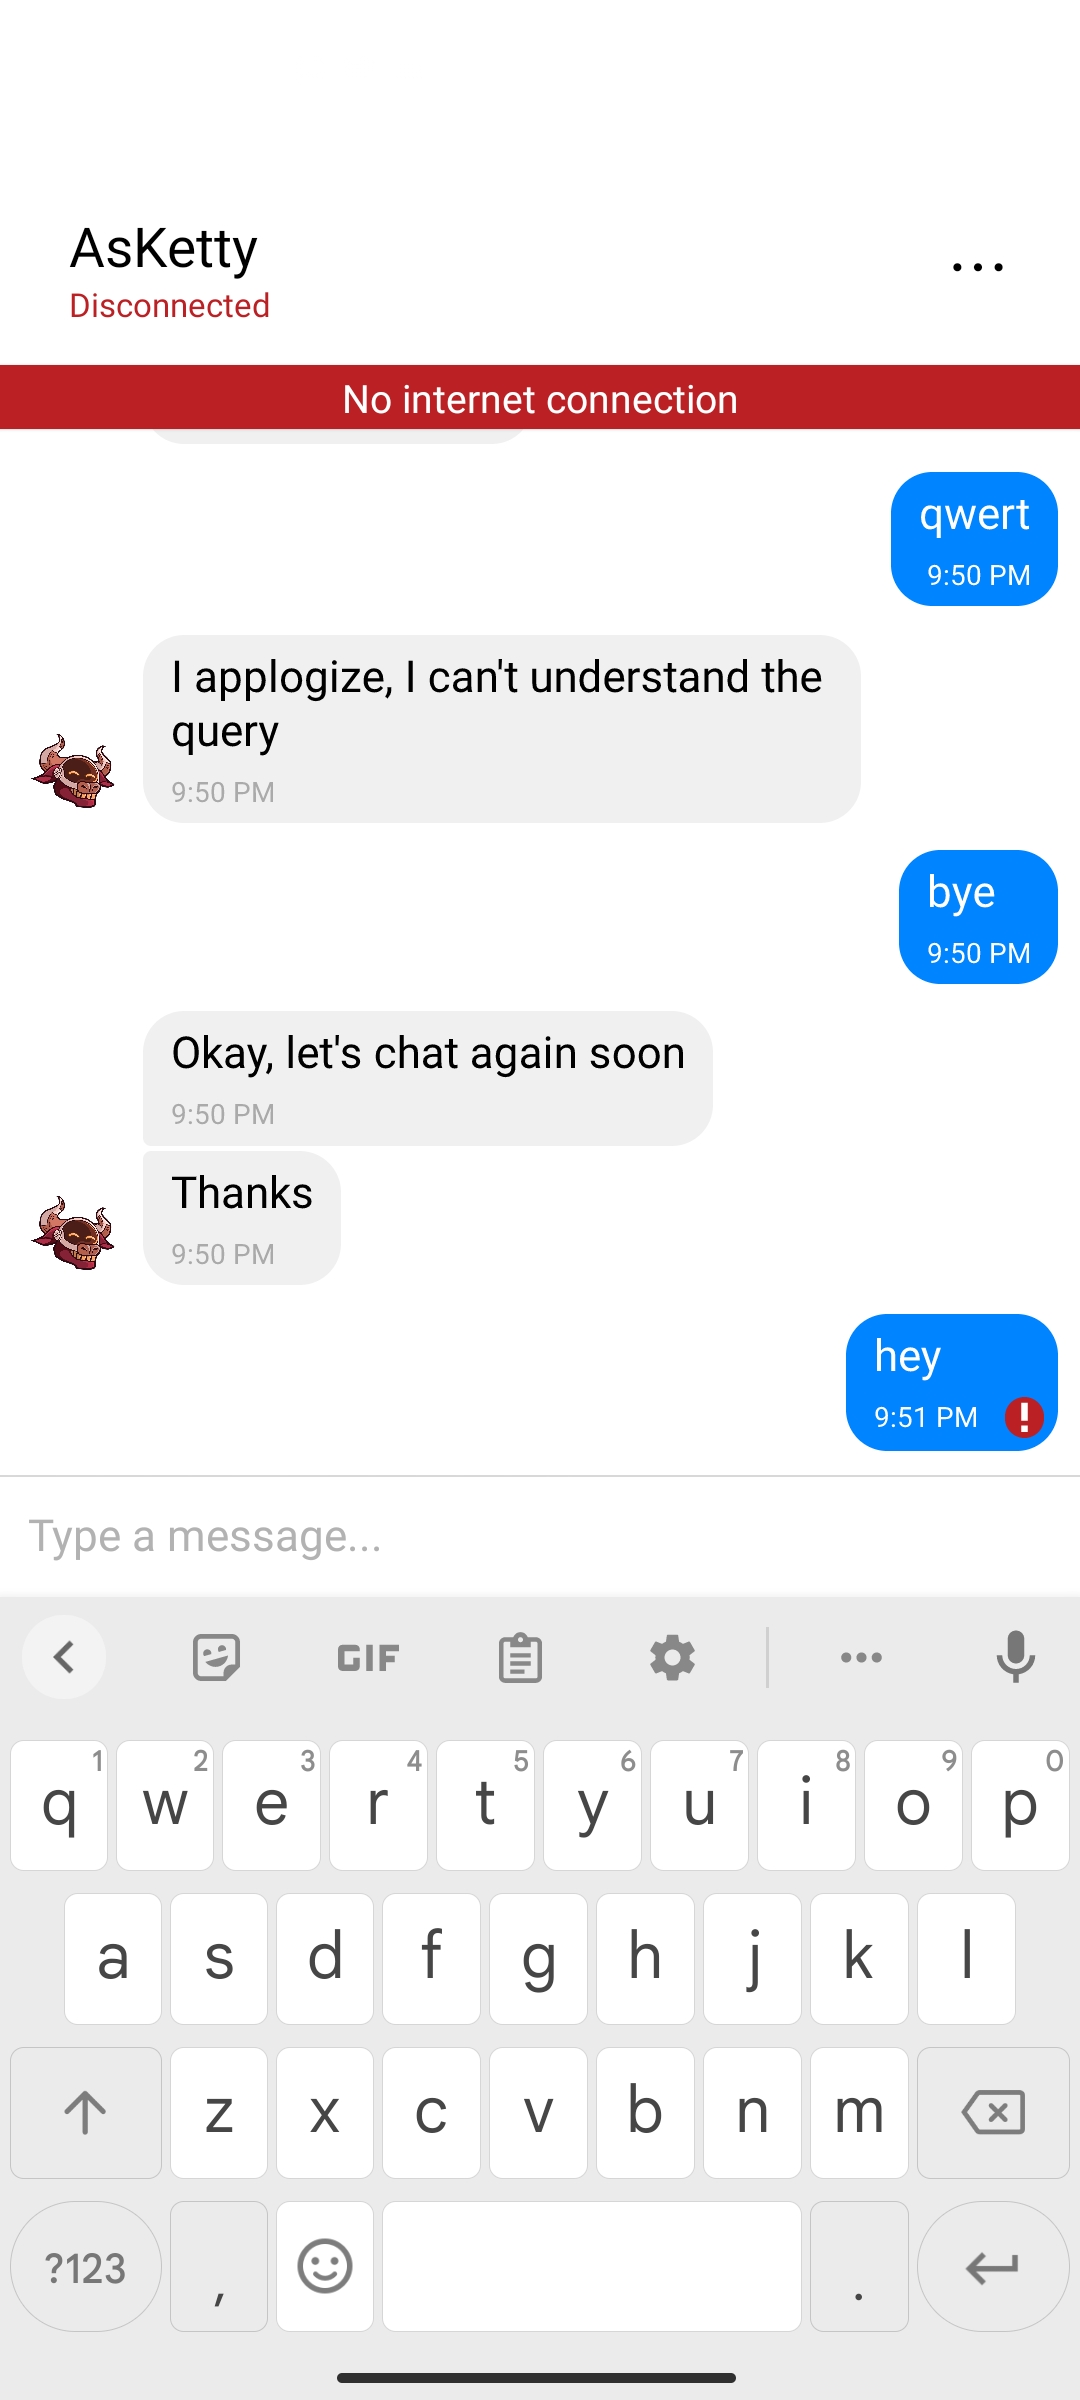 AsKetty
...
Disconnected
No internet connection
qwert
9:50 PM
I applogize, I can't understand the
query
9:50 PM
bye
9:50 PM
Okay, let's chat again soon
9:50 PM
Thanks
9:50 PM
hey
9:51 PM
Type a message...
GIF
1 2 3 4 5 6 7 8 9 0
q w e r t y u i o p
a s d f g h j k l
z x c v b n m
?123 , .